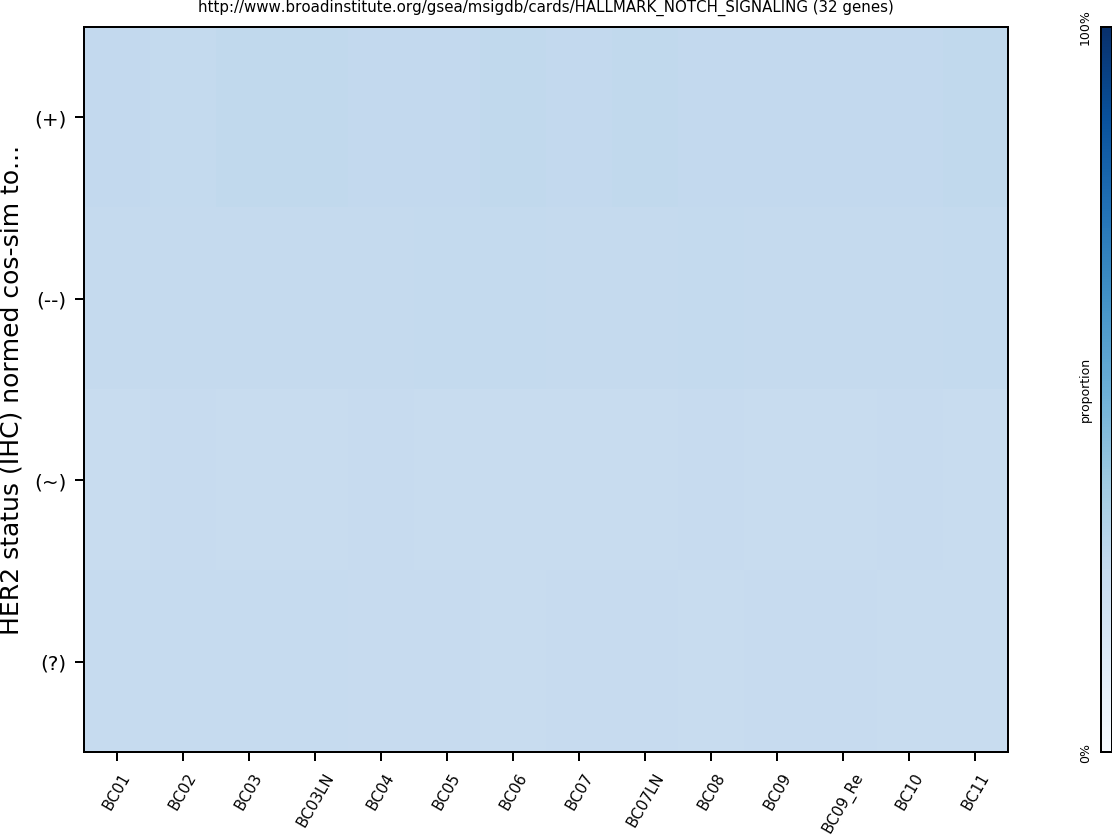 http://www.broadinstitute.org/gsea/msigdb/cards/HALLMARK_NOTCH_SIGNALING (32 genes)
HER2 status (IHC) normed cos-sim to...
(+)
(--)
(~)
(?)
BC01
BC02
BC03
BC03LN
BC04
BC05
BC06
BC07
BC07LN
BC08
BC09
BC09_Re
BC10
BC11
100%
proportion
0%